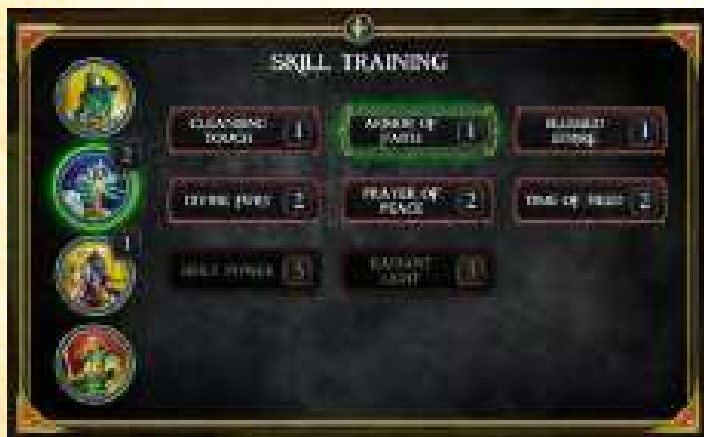 SKILL TRAINING
CLEANSING
TOUCH 1
ARMOR OF
FAITH 1
BLESSED
STRIKE 1
DIVINE FURY 2
PRAYER OF
PEACE 2
TIME OF NEED 2
HOLY POWER 3
RADIANT
LIGHT 3
2
1